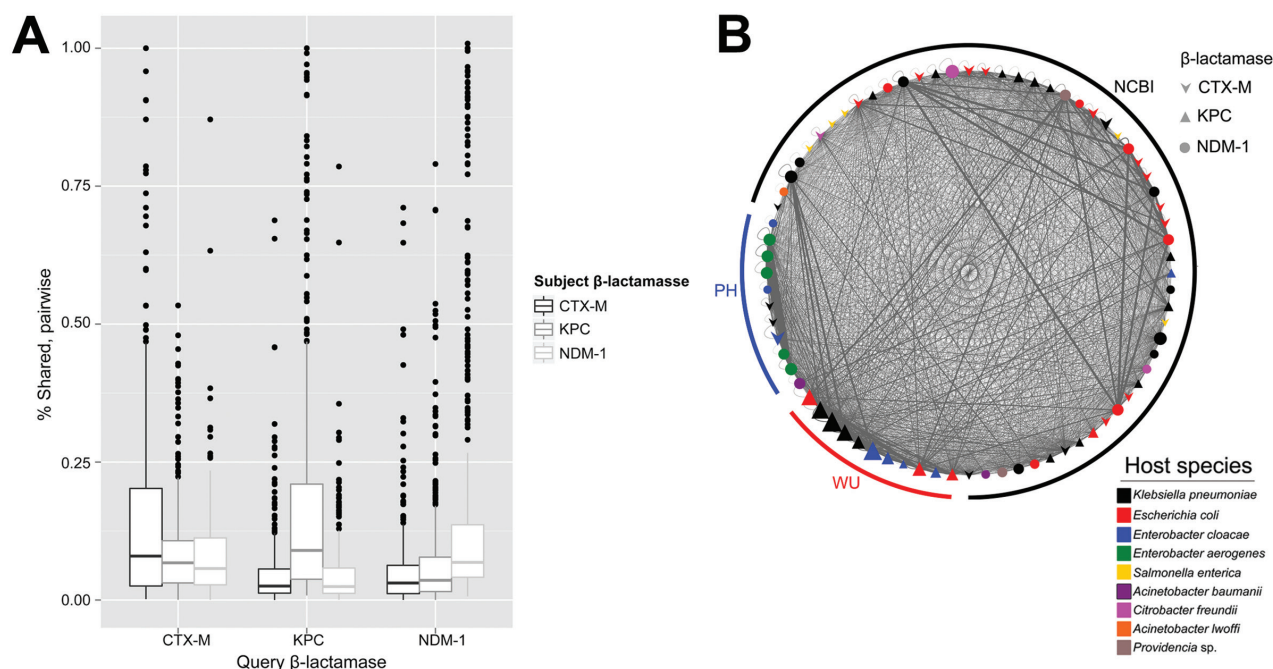 A
1.00
0.75
0.50
0.25
0.00
% Shared, pairwise
CTX-M
KPC
NDM-1
Query β-lactamase
Subject β-lactamasse
CTX-M
KPC
NDM-1
B
NCBI
PH
WU
β-lactamase
CTX-M
KPC
NDM-1
Host species
Klebsiella pneumoniae
Escherichia coli
Enterobacter cloacae
Enterobacter aerogenes
Salmonella enterica
Acinetobacter baumanii
Citrobacter freundii
Acinetobacter lwoffi
Providencia sp.